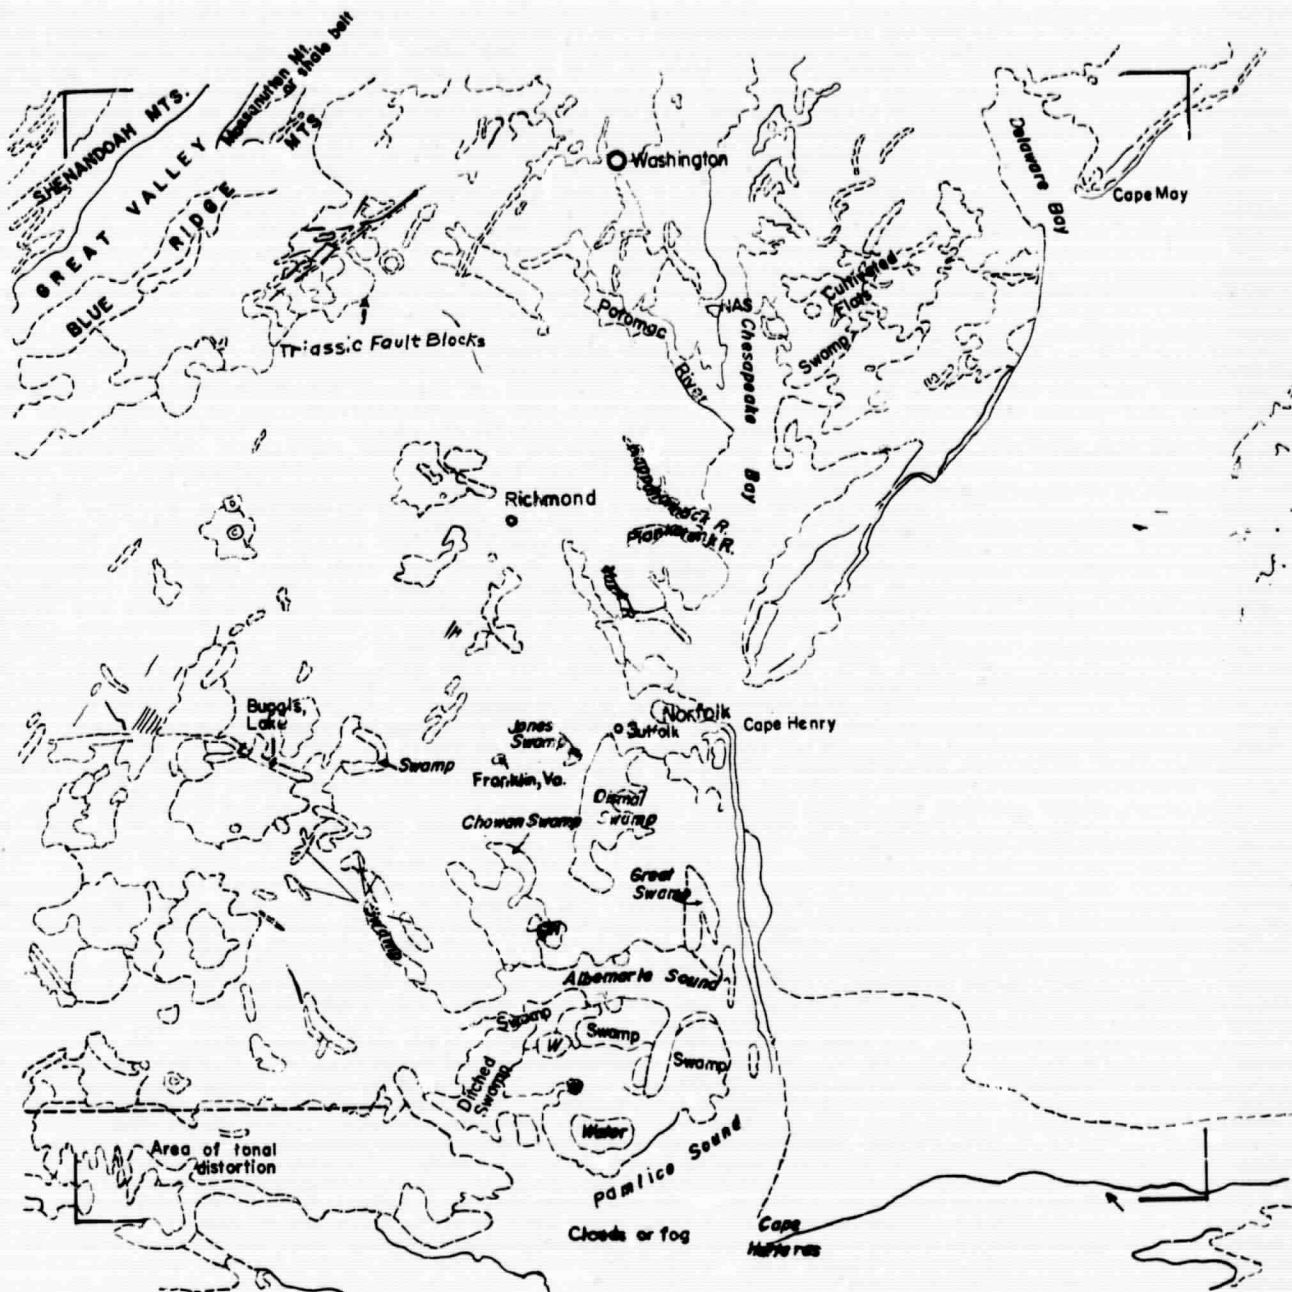 Massanutten Mt.
or shale belt
SHENANDOAH MTS.
GREAT VALLEY
BLUE RIDGE MTS
Washington
Delaware Bay
Cape May
Triassic Fault Blocks
Potomac
River
NAS
Chesapeake
Bay
Cultivated
Flats
Swamp
Richmond
Rappahannock R.
Piankatank R.
York R.
Buggs,
Lake
Swamp
Jones
Swamp
Franklin, Va.
Norfolk
Suffolk
Cape Henry
Dismal
Swamp
Chowan Swamp
Great
Swamp
Swamp
Albemarle Sound
Swamp
Swamp
W
Swamp
Ditched
Swamp
Water
Pamlico Sound
Area of tonal
distortion
Clouds or fog
Cape
Hatteras